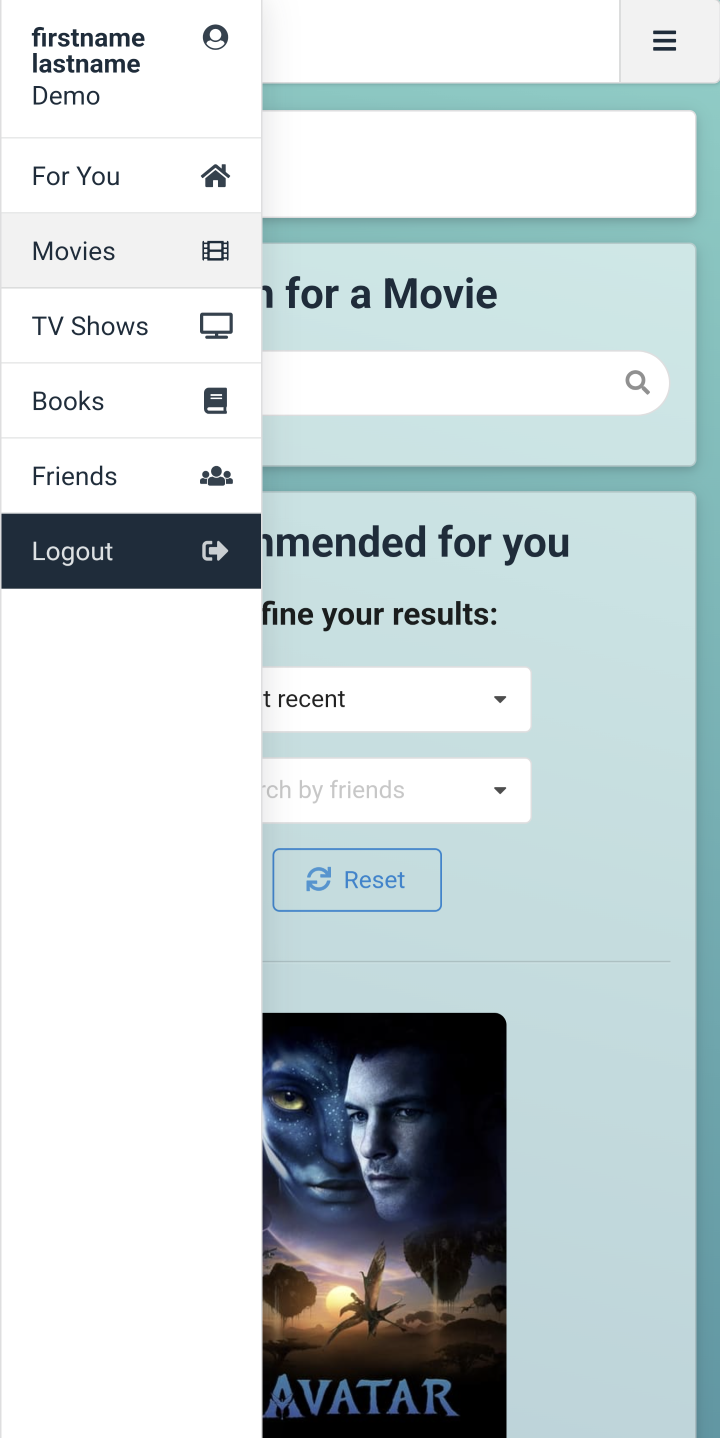 firstname
lastname
Demo
For You
Movies
TV Shows
Books
Friends
Logout
for a Movie
mmended for you
fine your results:
t recent
rch by friends
Reset
AVATAR